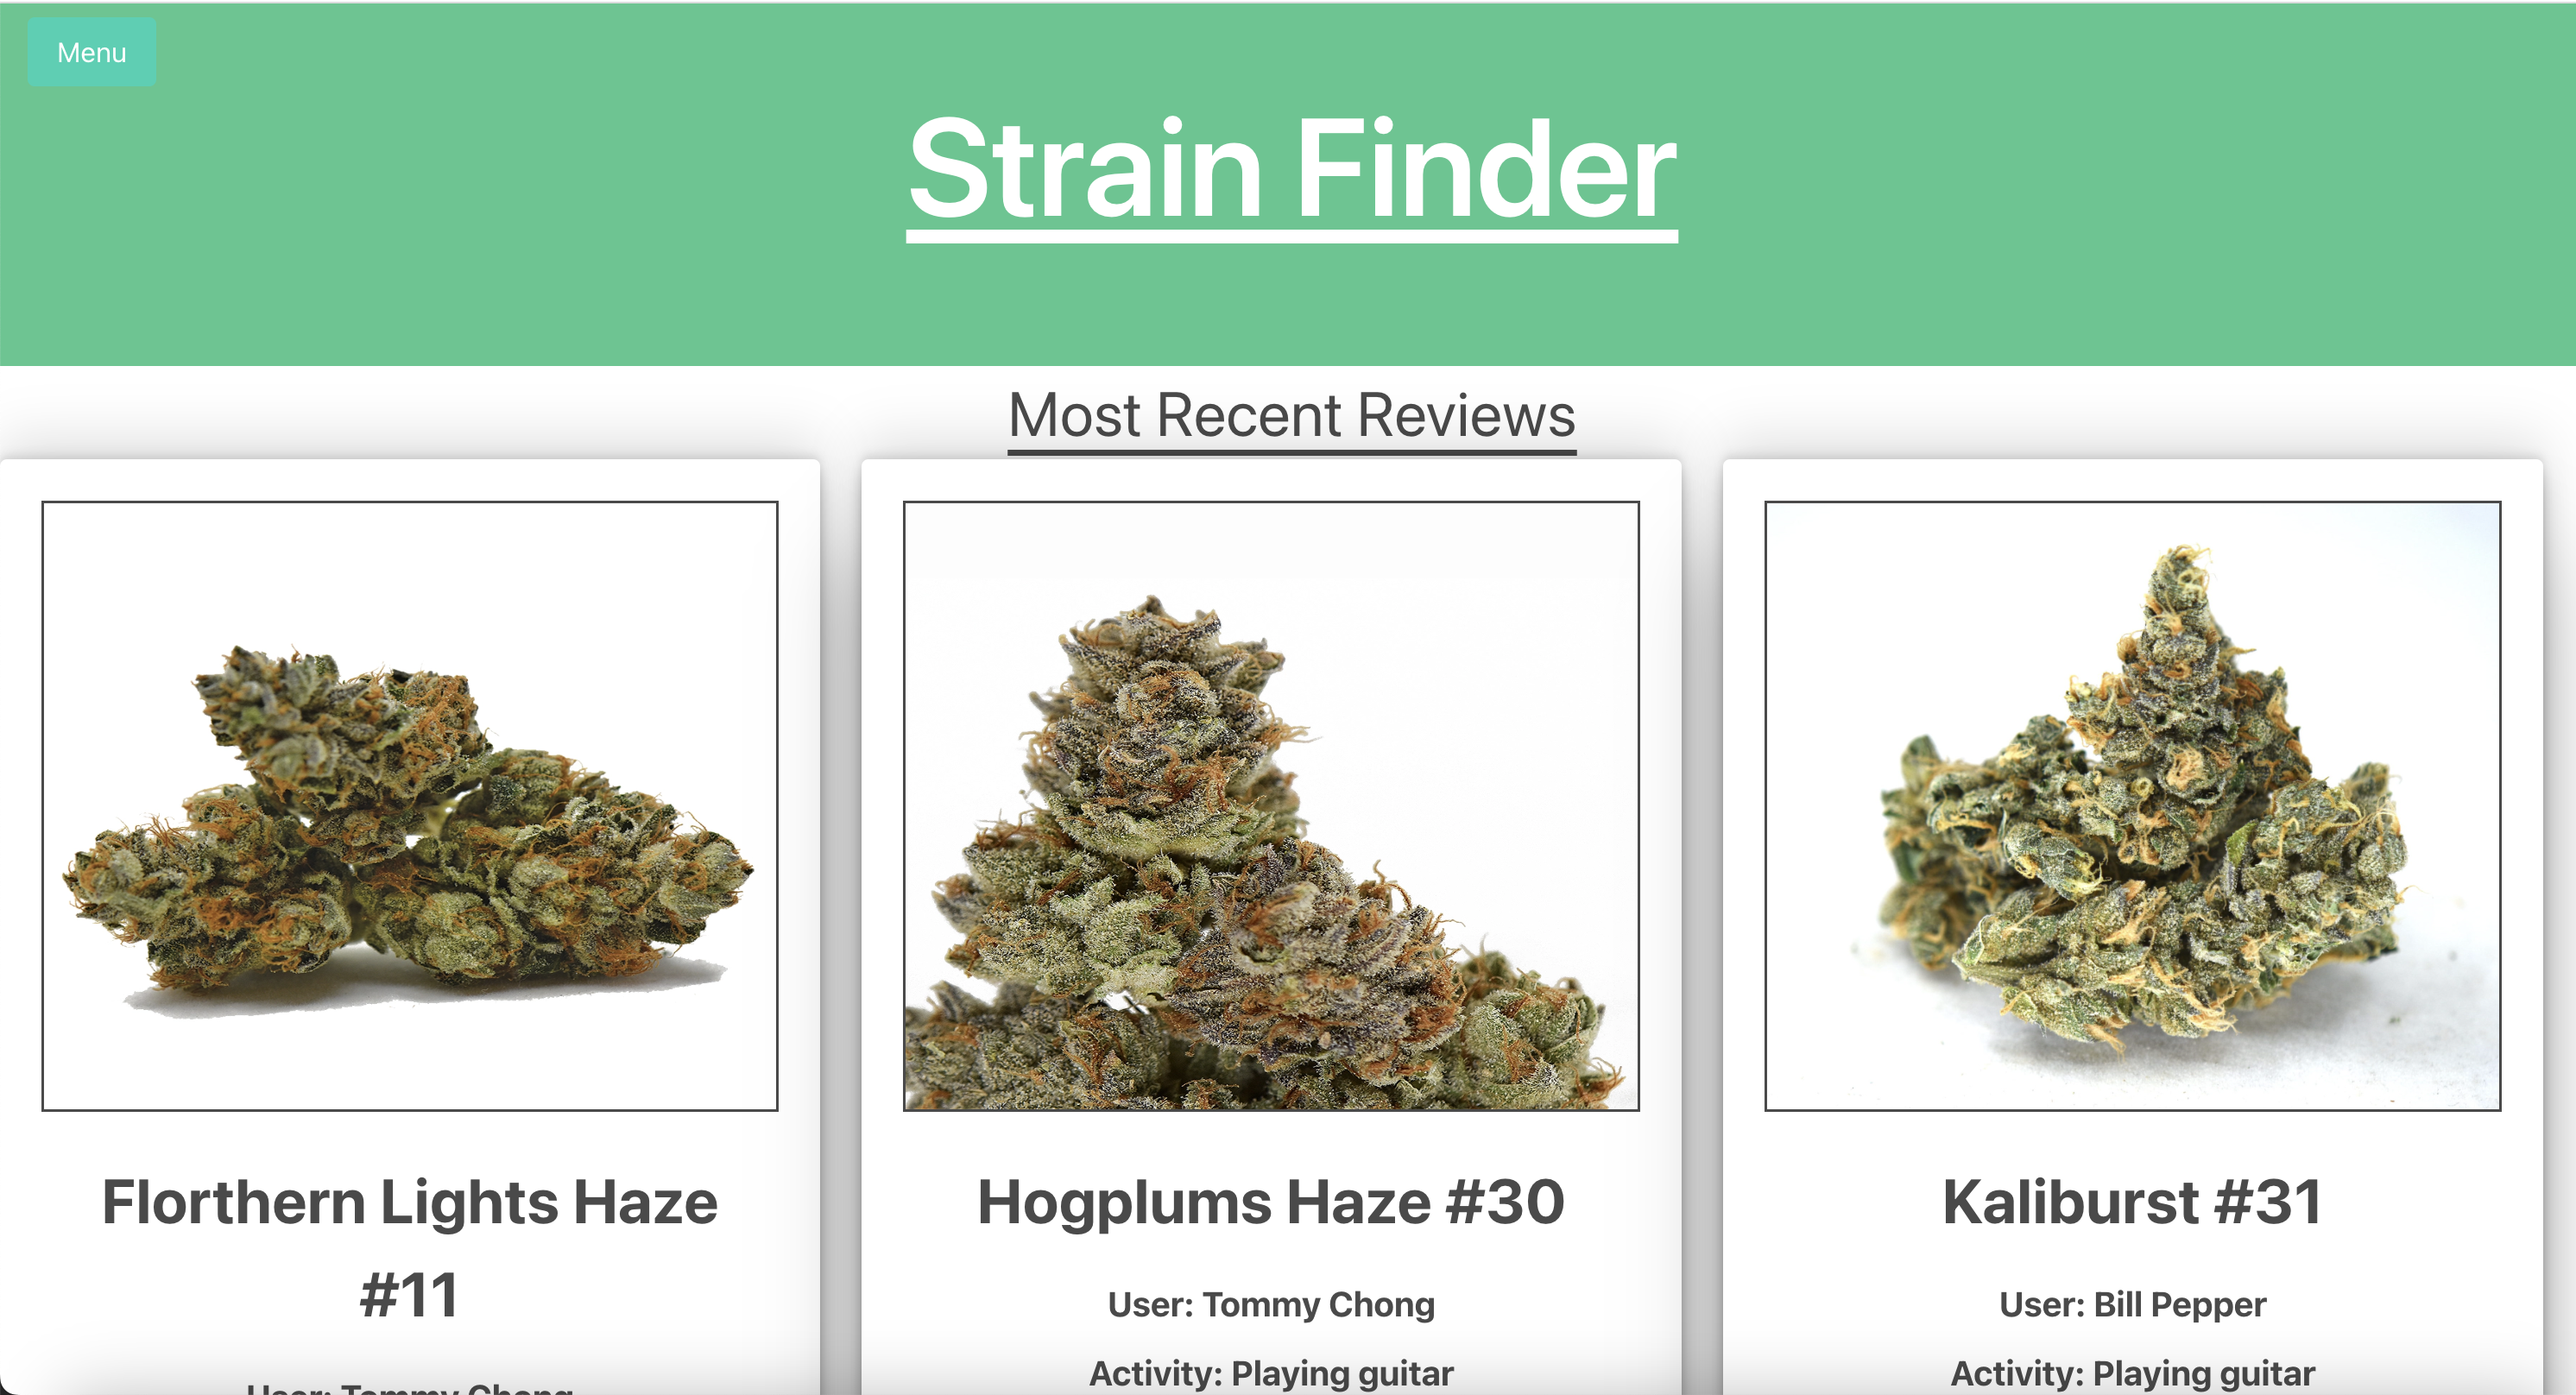 Menu
Strain Finder
Most Recent Reviews
Florthern Lights Haze
#11
User: Tommy Chong
Hogplums Haze #30
User: Tommy Chong
Activity: Playing guitar
Kaliburst #31
User: Bill Pepper
Activity: Playing guitar